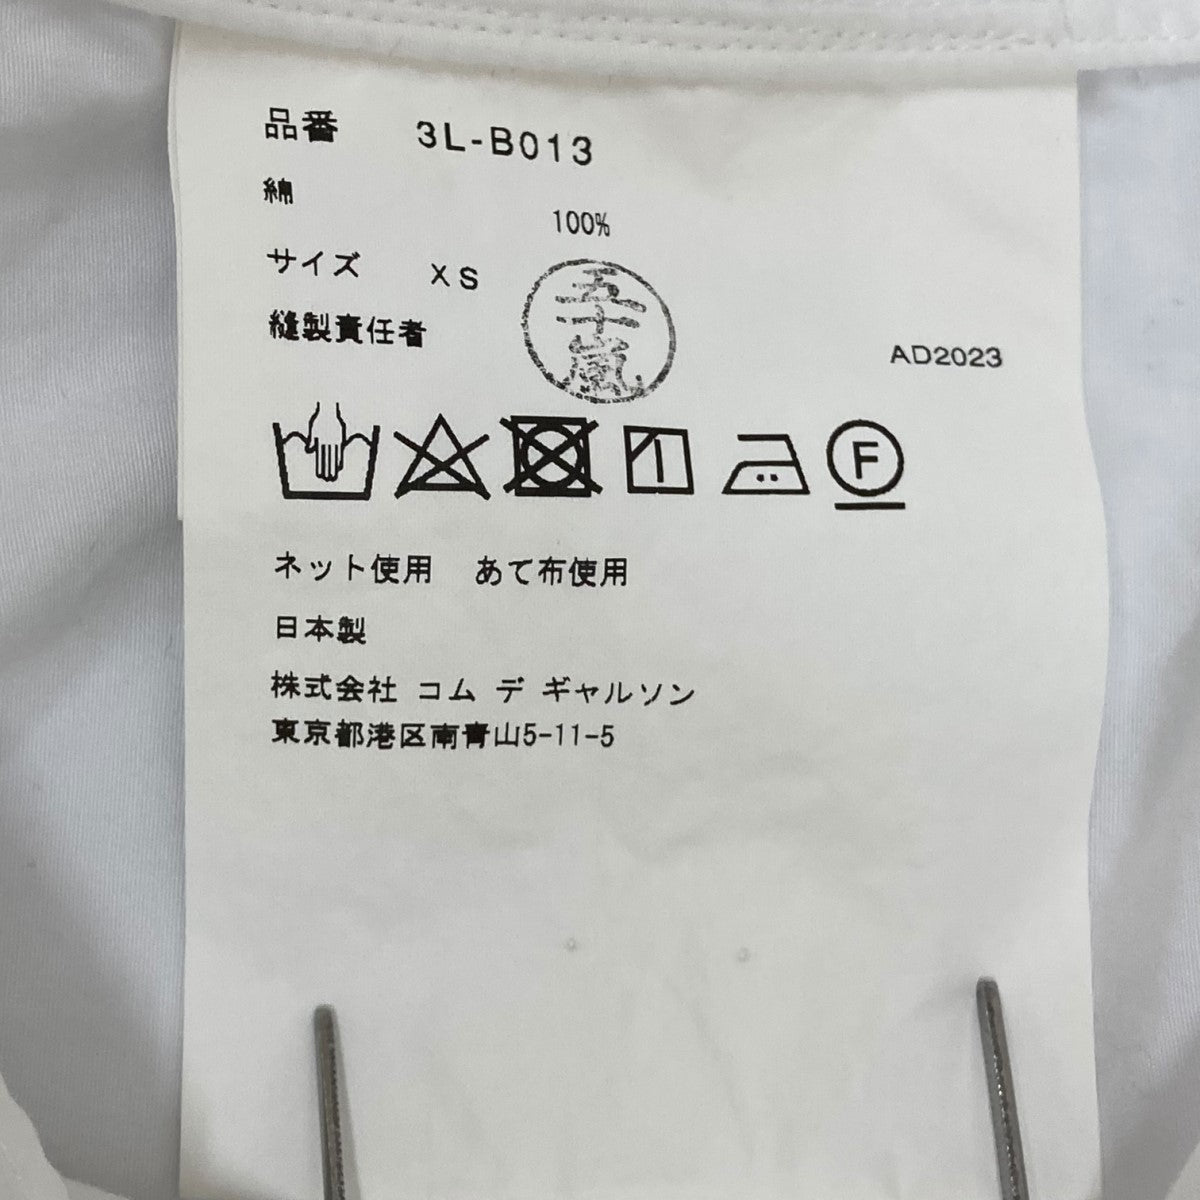 品番 3L-B013
綿
100%
サイズ XS
縫製責任者 五十嵐
AD2023
F
ネット使用 あて布使用
日本製
株式会社 コム デ ギャルソン
東京都港区南青山5-11-5